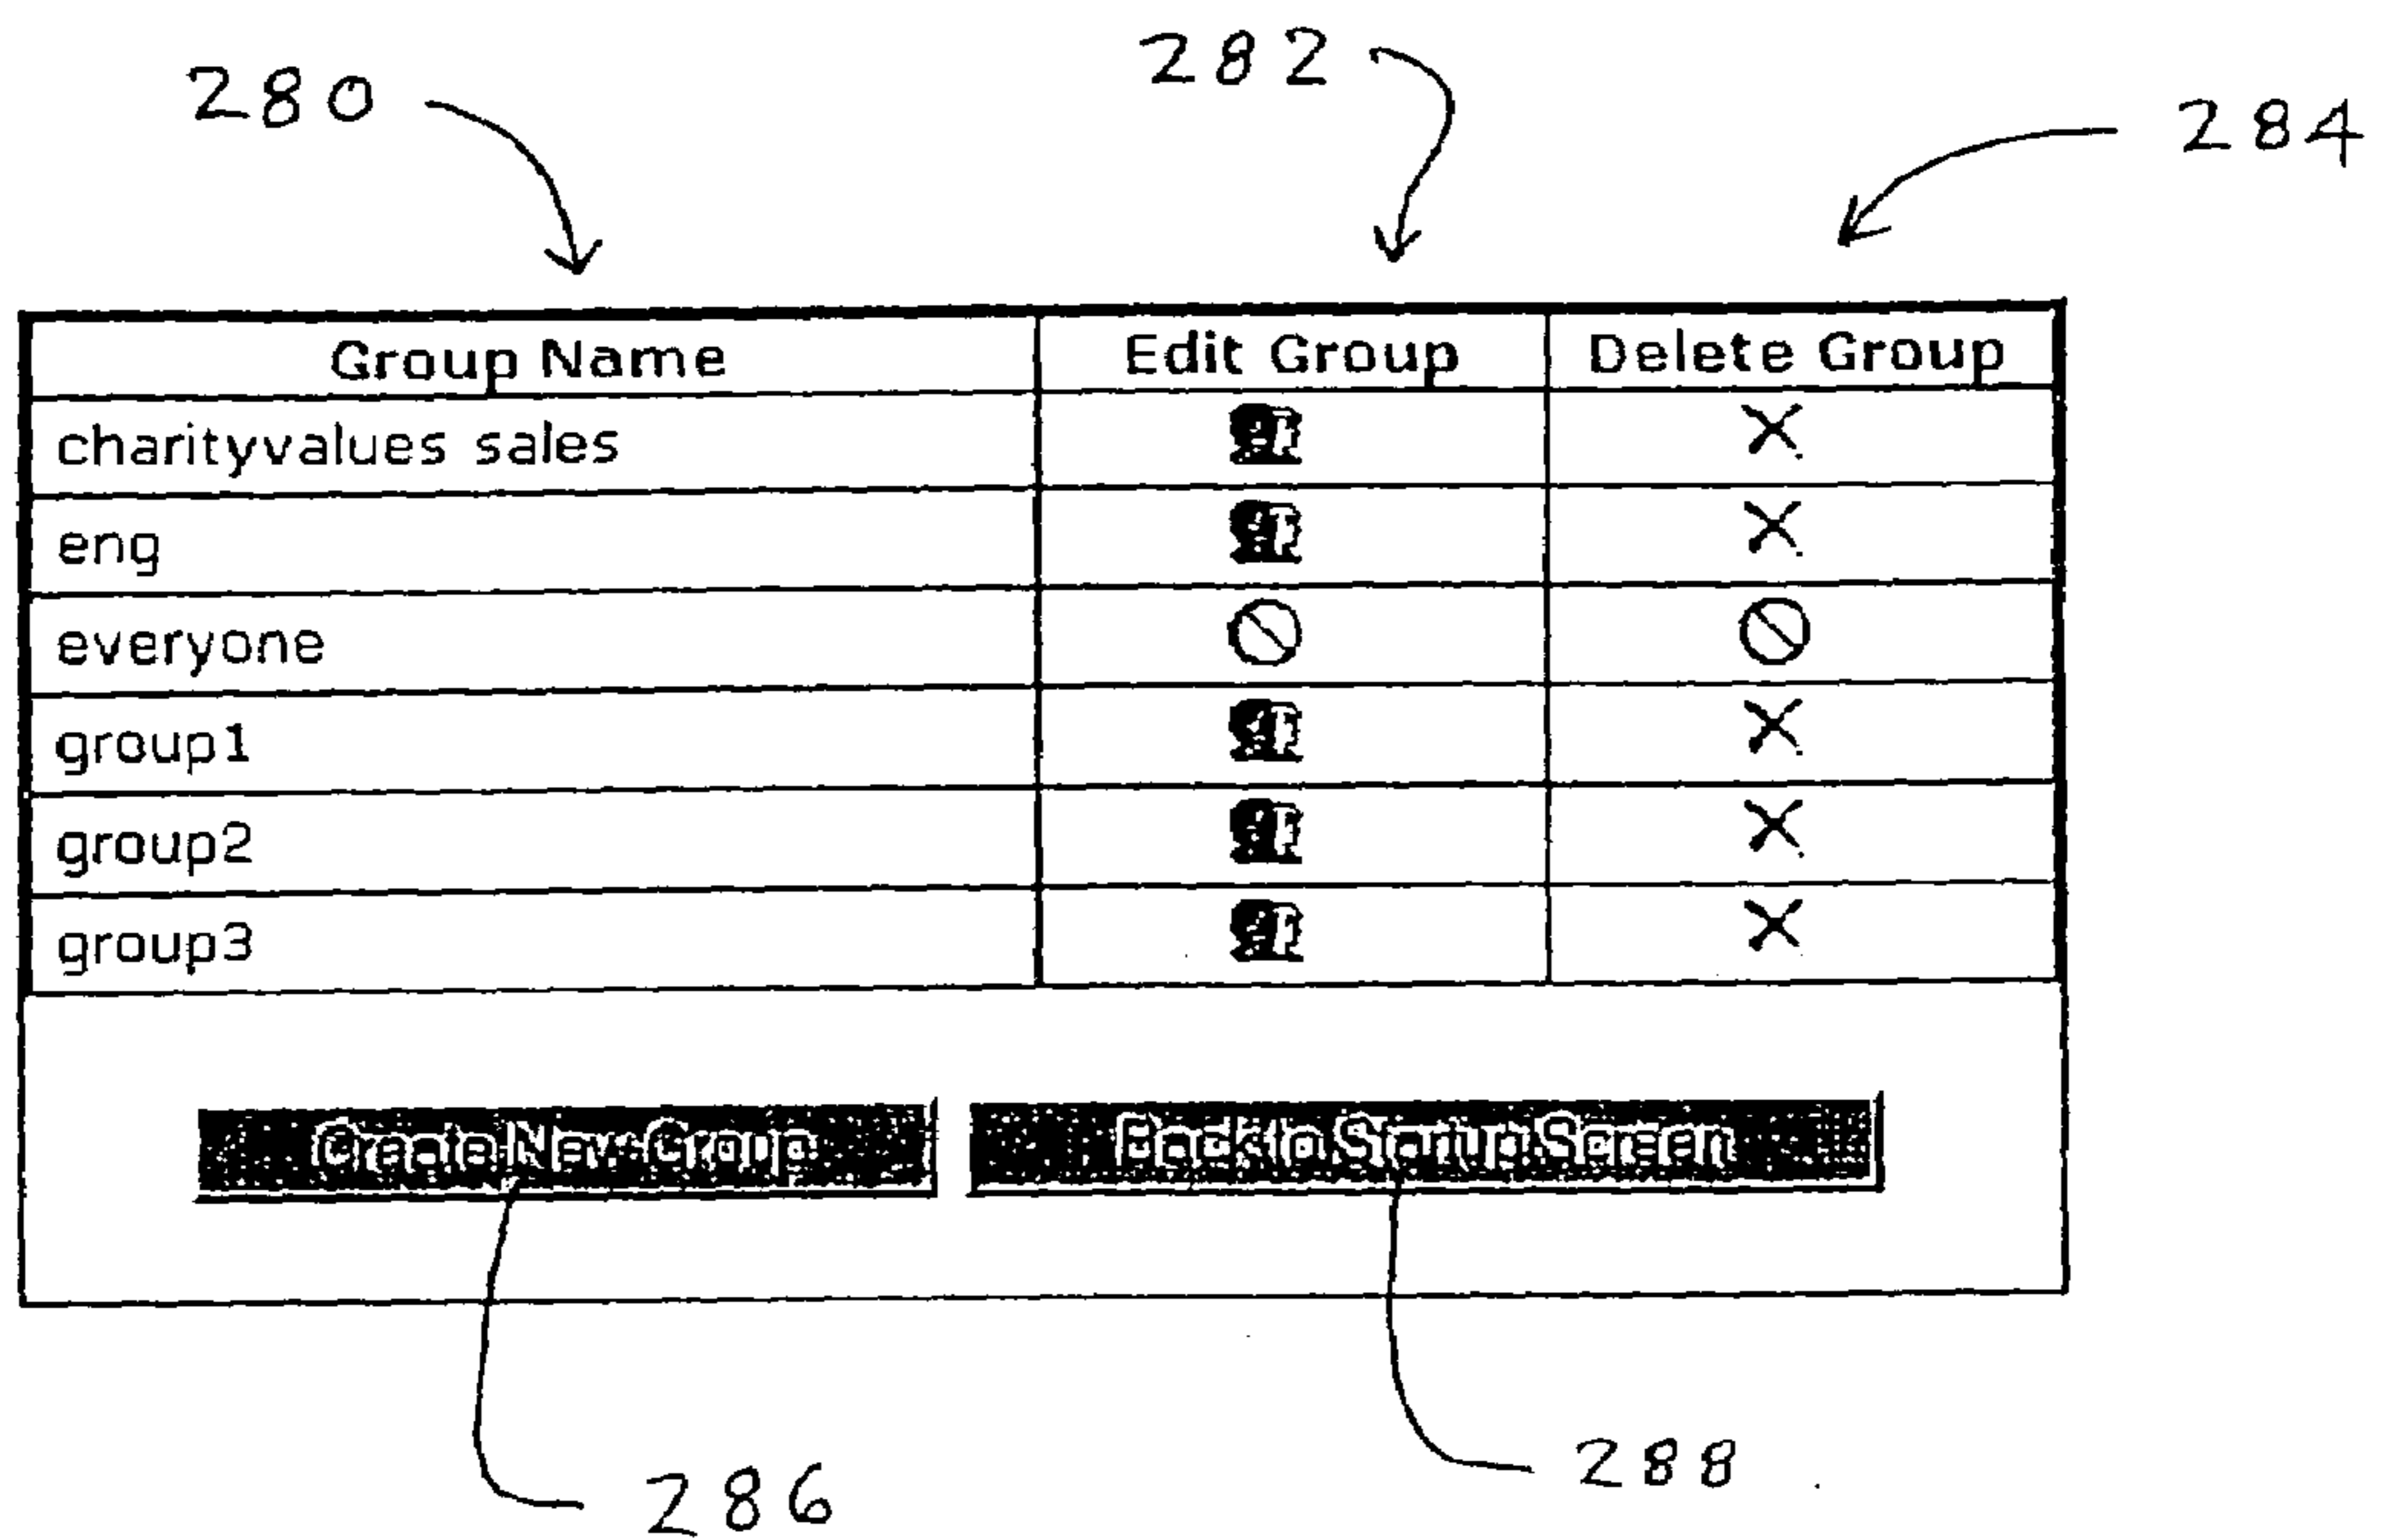 280 282 284
Group Name Edit Group Delete Group
charityvalues sales
eng
everyone
group1
group2
group3
Create New Group Back to Startup Screen
286 288